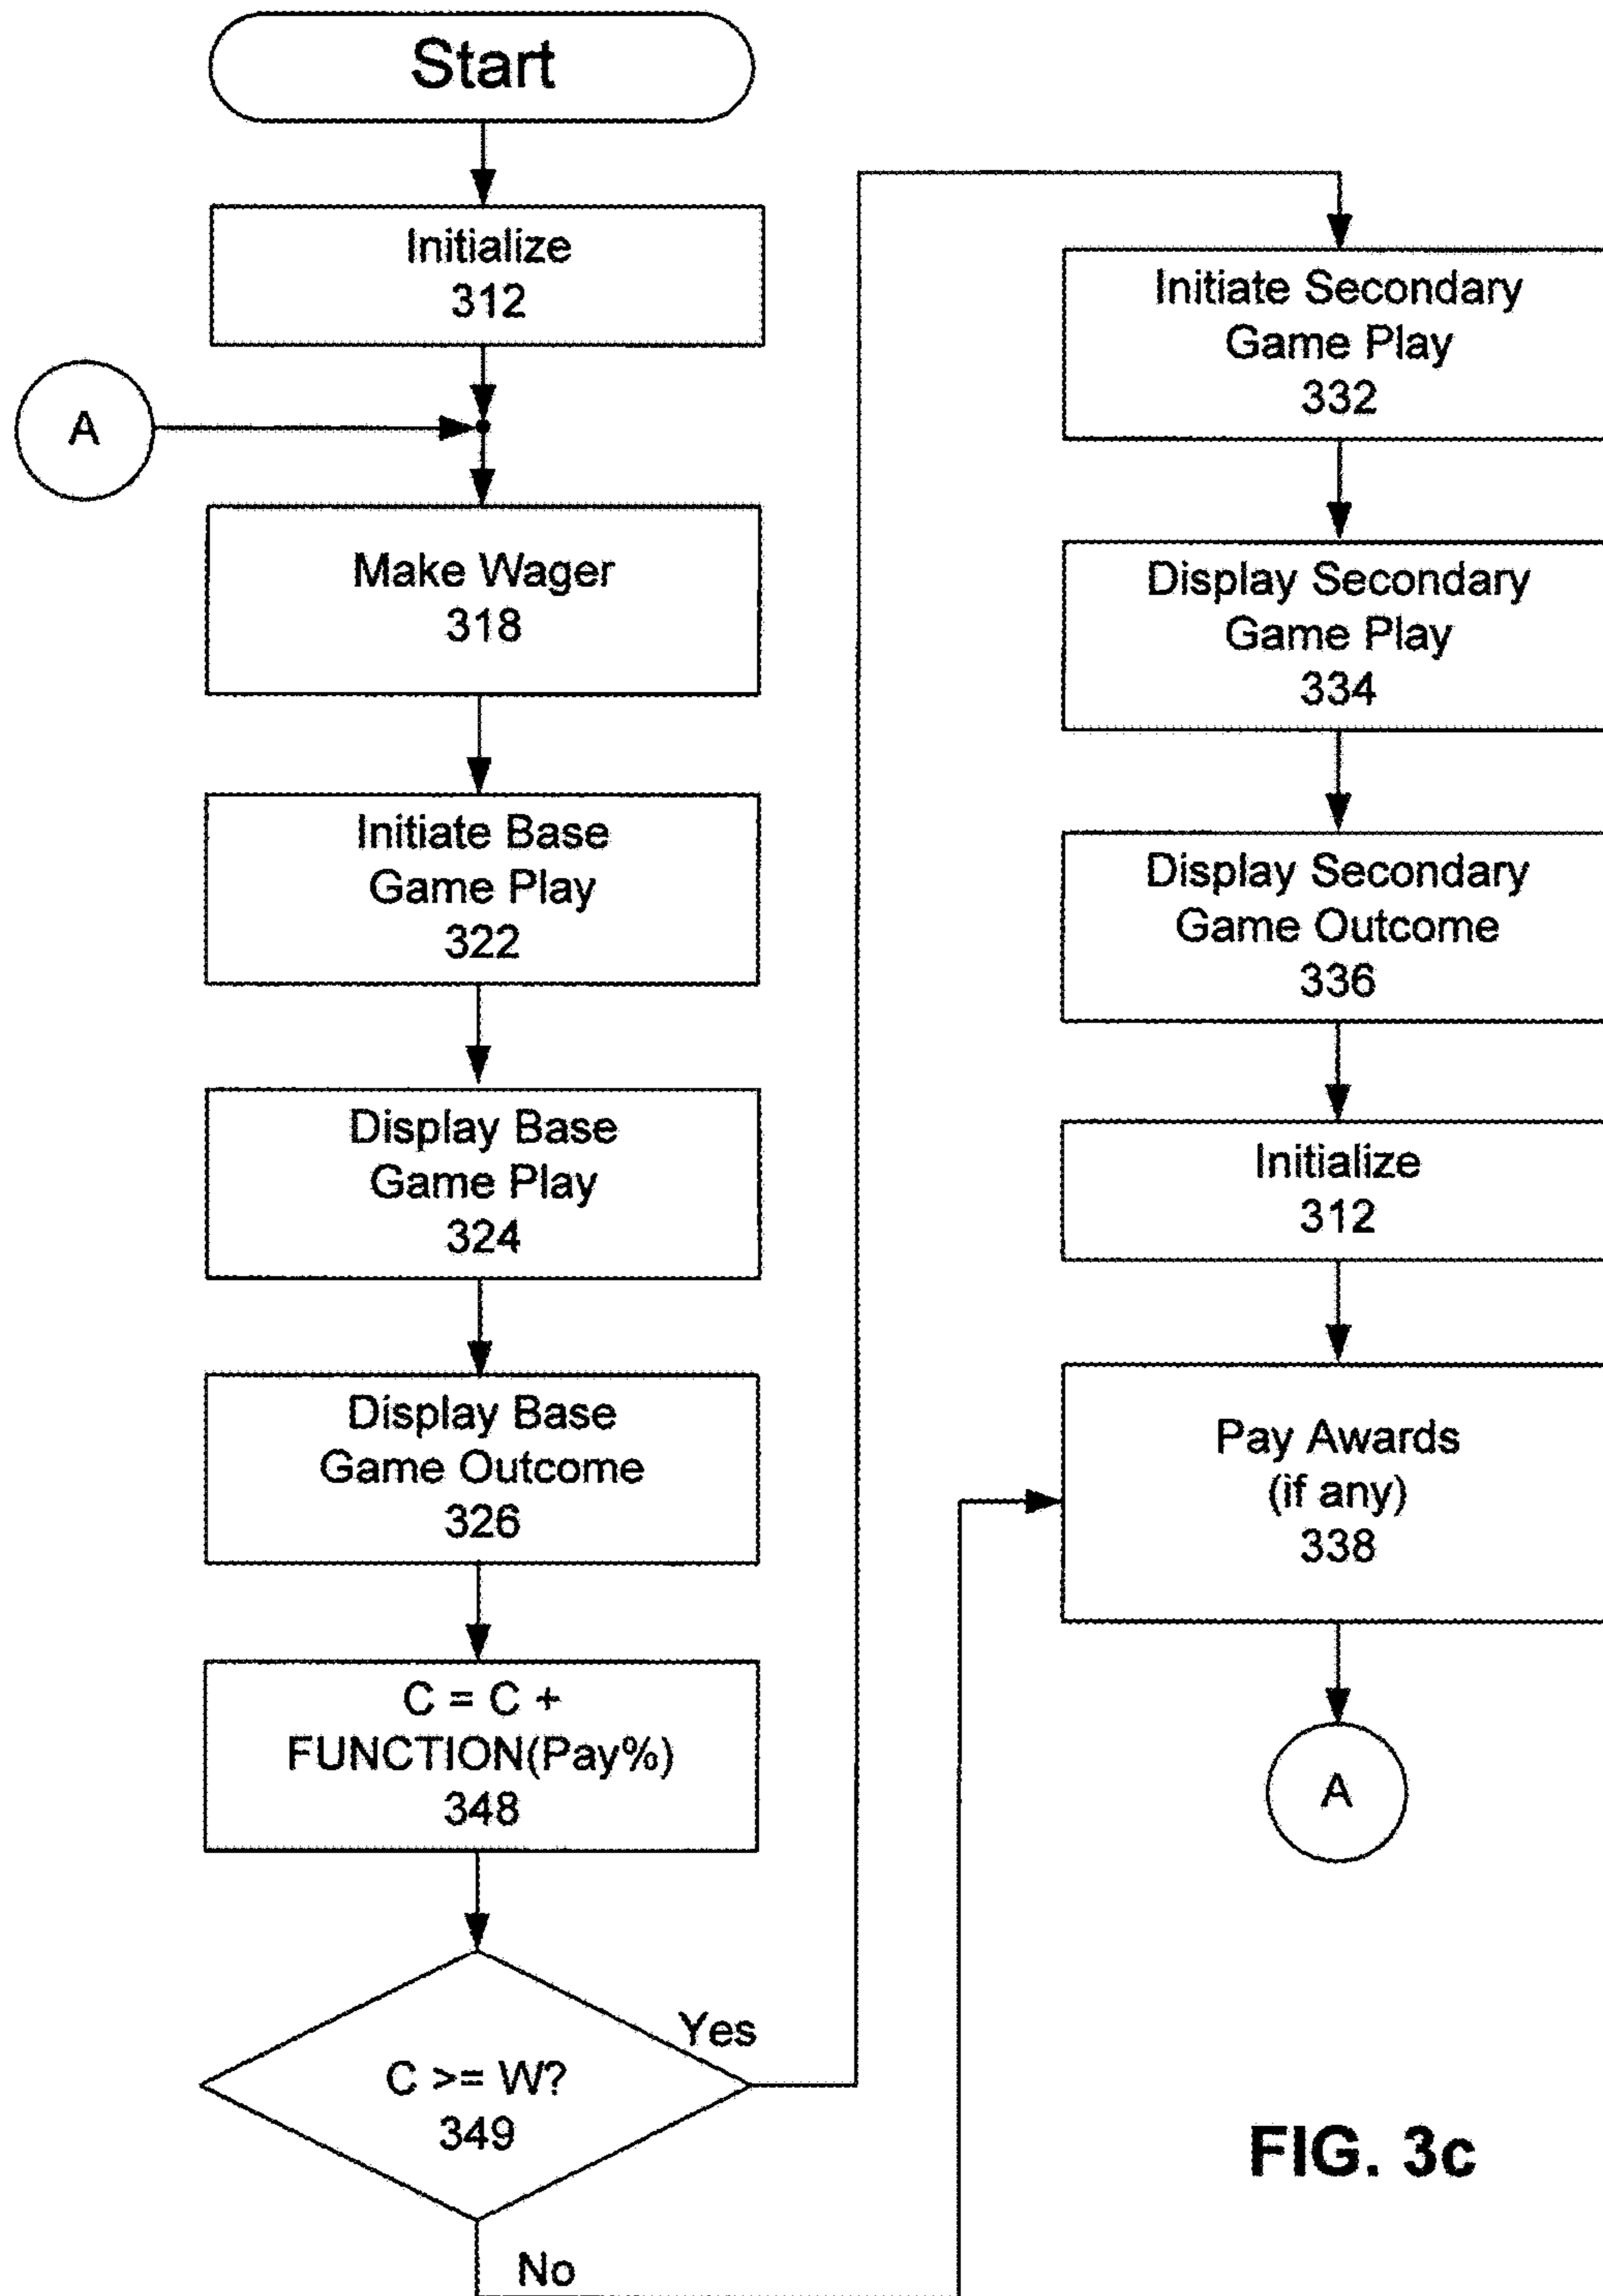 Start
Initialize
312
A
Make Wager
318
Initiate Base
Game Play
322
Display Base
Game Play
324
Display Base
Game Outcome
326
C = C +
FUNCTION(Pay%)
348
Yes
C >= W?
349
No
Initiate Secondary
Game Play
332
Display Secondary
Game Play
334
Display Secondary
Game Outcome
336
Initialize
312
Pay Awards
(if any)
338
A
FIG. 3c